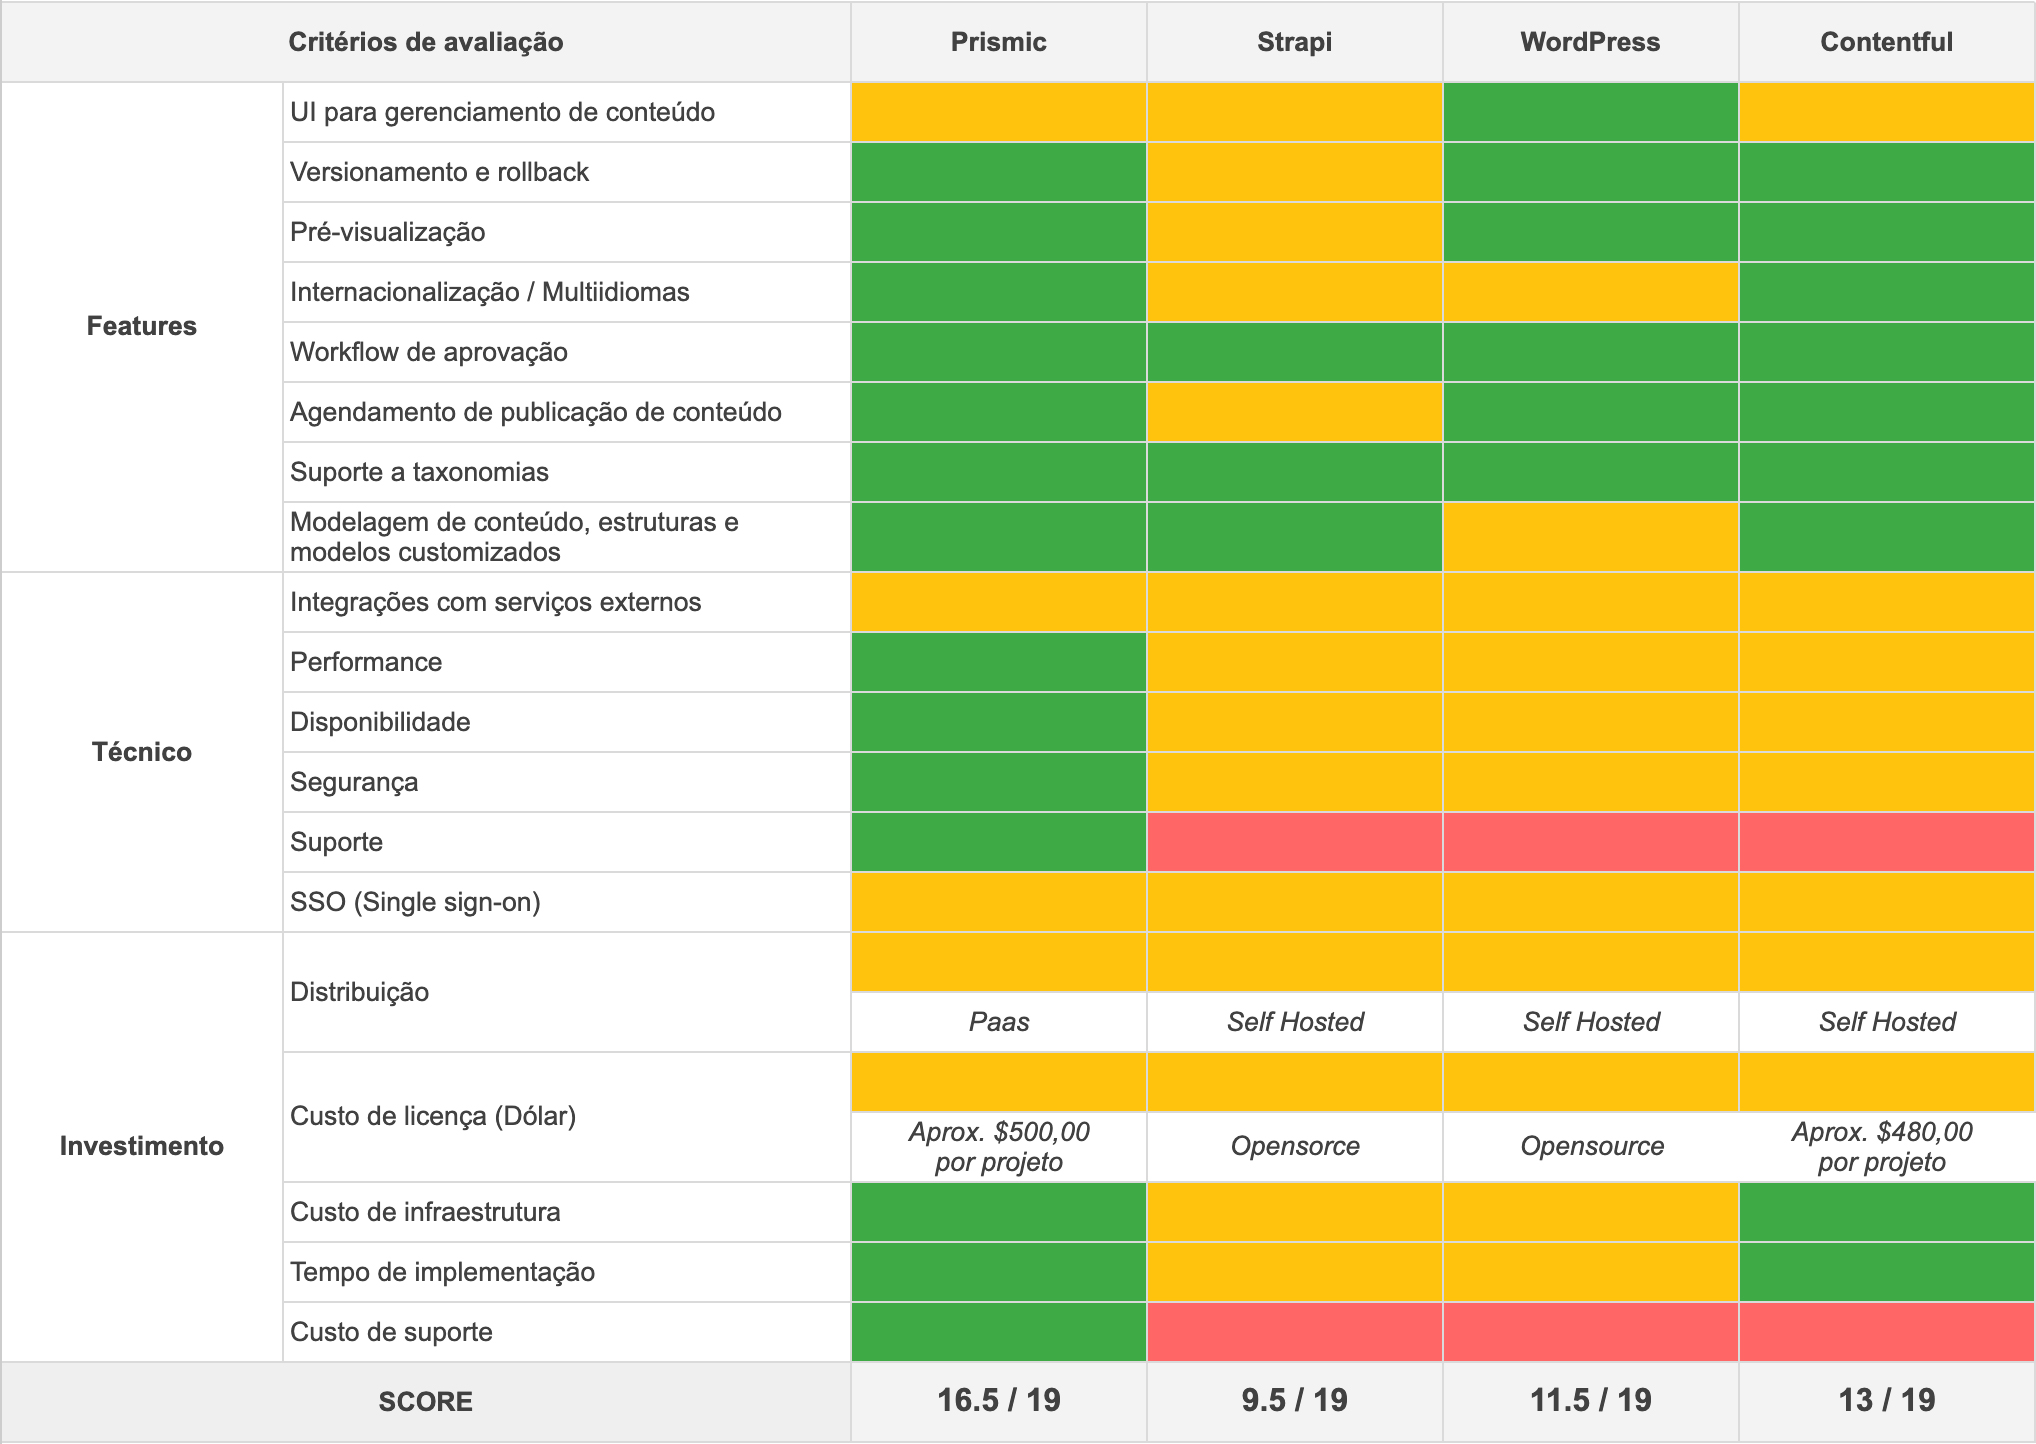 Critérios de avaliação Prismic Strapi WordPress Contentful
Features
UI para gerenciamento de conteúdo
Versionamento e rollback
Pré-visualização
Internacionalização / Multiidiomas
Workflow de aprovação
Agendamento de publicação de conteúdo
Suporte a taxonomias
Modelagem de conteúdo, estruturas e
modelos customizados
Técnico
Integrações com serviços externos
Performance
Disponibilidade
Segurança
Suporte
SSO (Single sign-on)
Investimento
Distribuição
Paas Self Hosted Self Hosted Self Hosted
Custo de licença (Dólar)
Aprox. $500,00
por projeto
Opensorce
Opensource
Aprox. $480,00
por projeto
Custo de infraestrutura
Tempo de implementação
Custo de suporte
SCORE 16.5 / 19 9.5 / 19 11.5 / 19 13 / 19